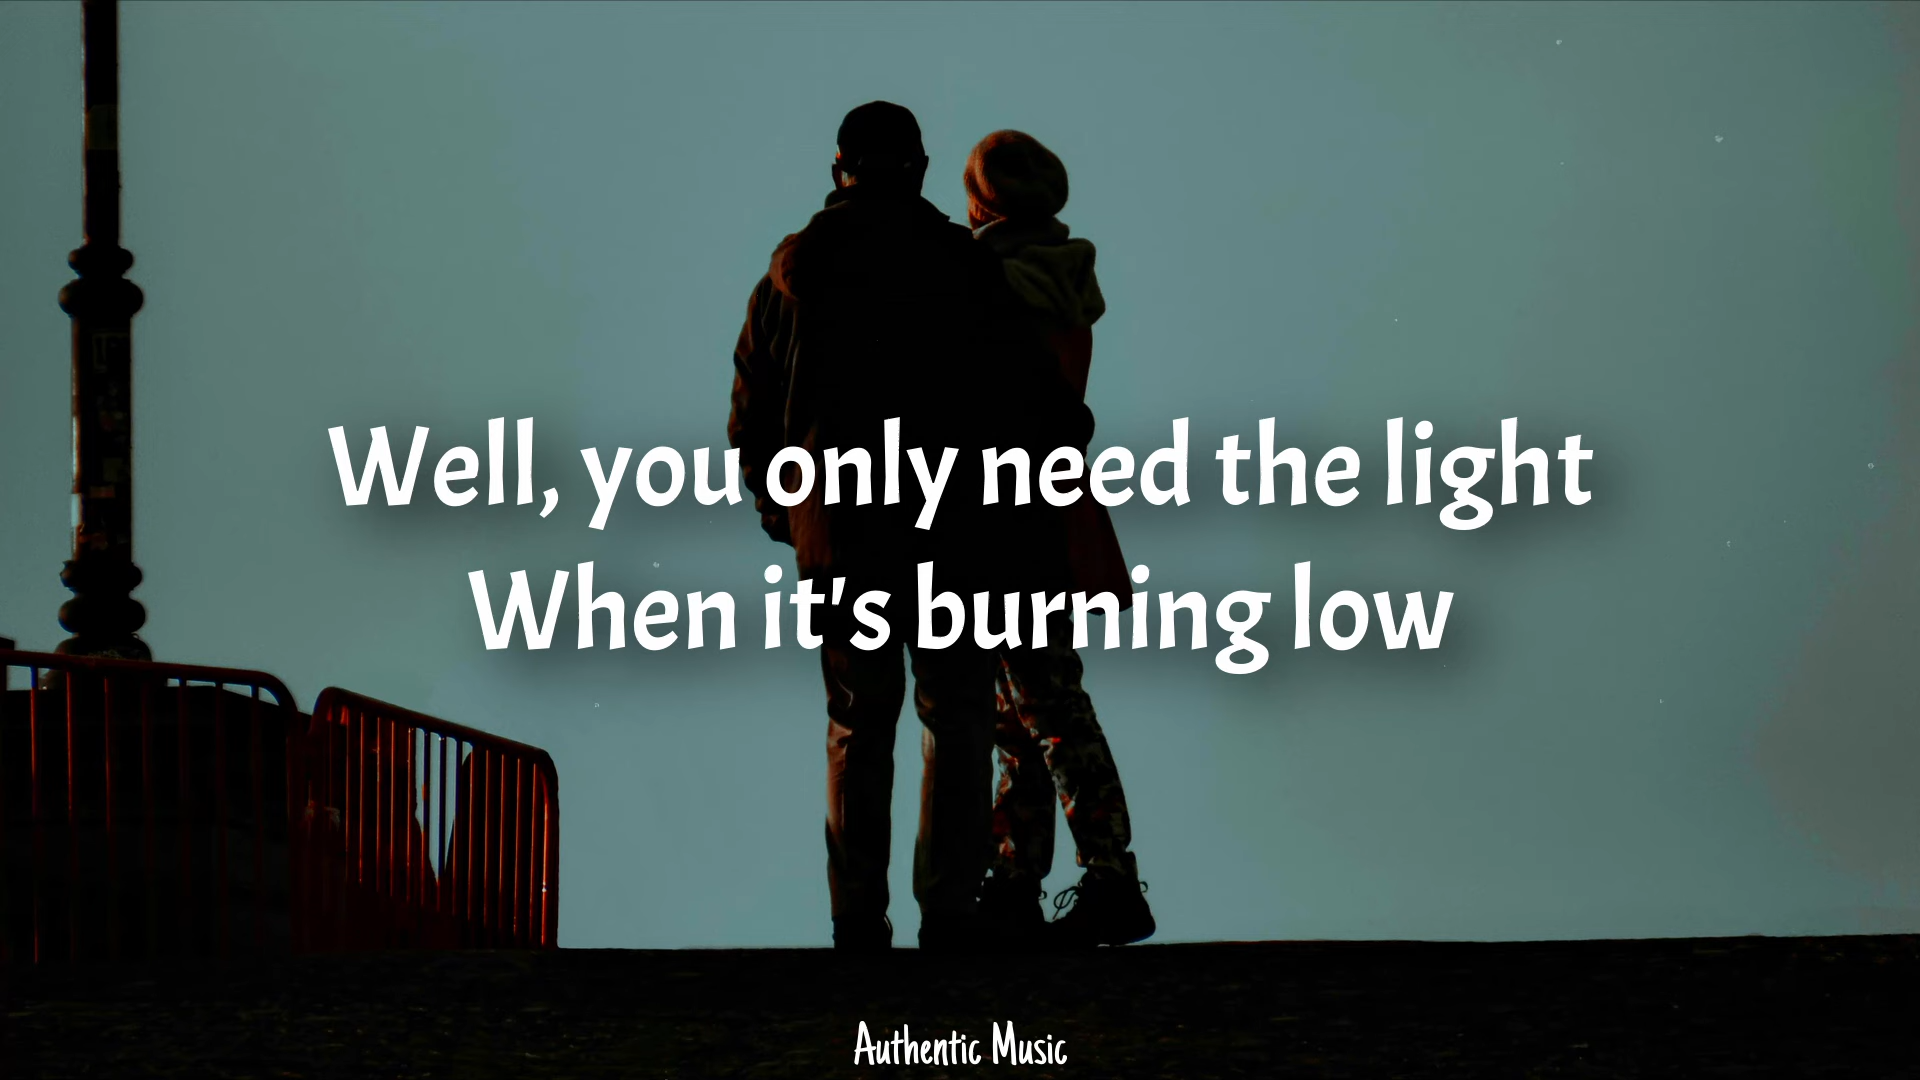 Well, you only need the light
When it's burning low
Authentic Music